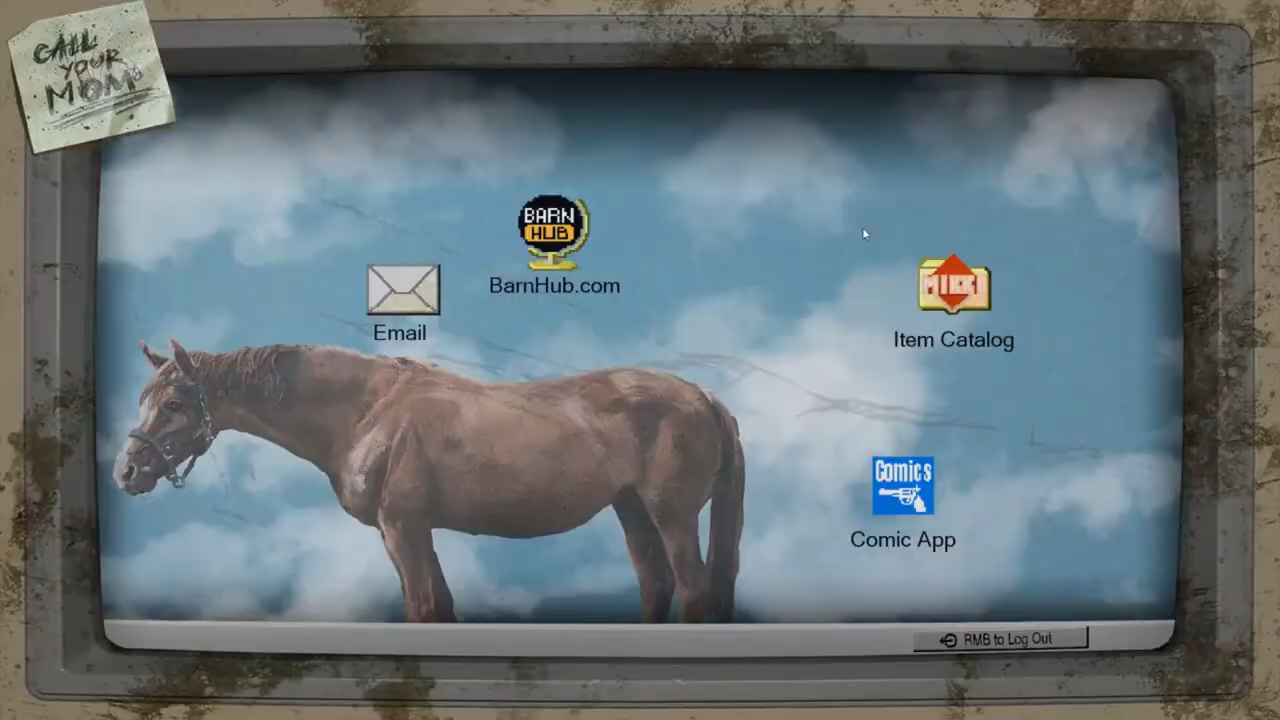 CALL
YOUR
MOM
BARN
HUB
BarnHub.com
Email
MIKKI
Item Catalog
Comics
Comic App
RMB to Log Out